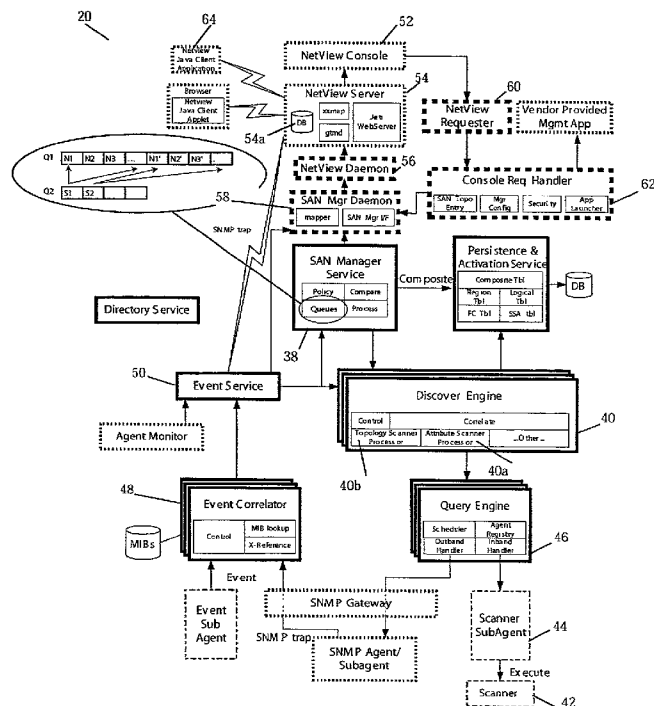 20
64
Netview
Java Client
Application
Browser
Netview
Java Client
Applet
NetView Console
52
NetView Server
54
DB
54a
gtmd
Jets
WebServer
NetView
Requester
60
Vendor Provided
Mgmt App
Q1 N1 N2 N3 ... N1' N2' N3' ..
Q2 S1 S2 ...
NetView Daemon
56
58
SAN Mgr Daemon
mapper
SAN Mgr I/F
Console Req Handler
62
SAN Topo
Entry
Mgr
Config
Security
App
Launcher
SNMP trap
SAN Manager
Service
Policy
Compare
Queues
Process
38
Composite
Persistence &
Activation Service
Composite Tbl
Region
Tbl
Logical
Tbl
FC Tbl
SSA tbl
DB
Directory Service
50
Event Service
Agent Monitor
Discover Engine
Control
Correlate
Topology Scanner
Processor
Attribute Scanner
Processor
...Other...
40
40b
40a
48
Event Correlator
Control
MIB lookup
X-Reference
MIBs
Query Engine
Scheduler
Agent
Registry
Outband
Handler
Inband
Handler
46
Event
Event
Sub
Agent
SNMP Gateway
SNMP trap
SNMP Agent/
Subagent
Scanner
SubAgent
44
Execute
Scanner
42